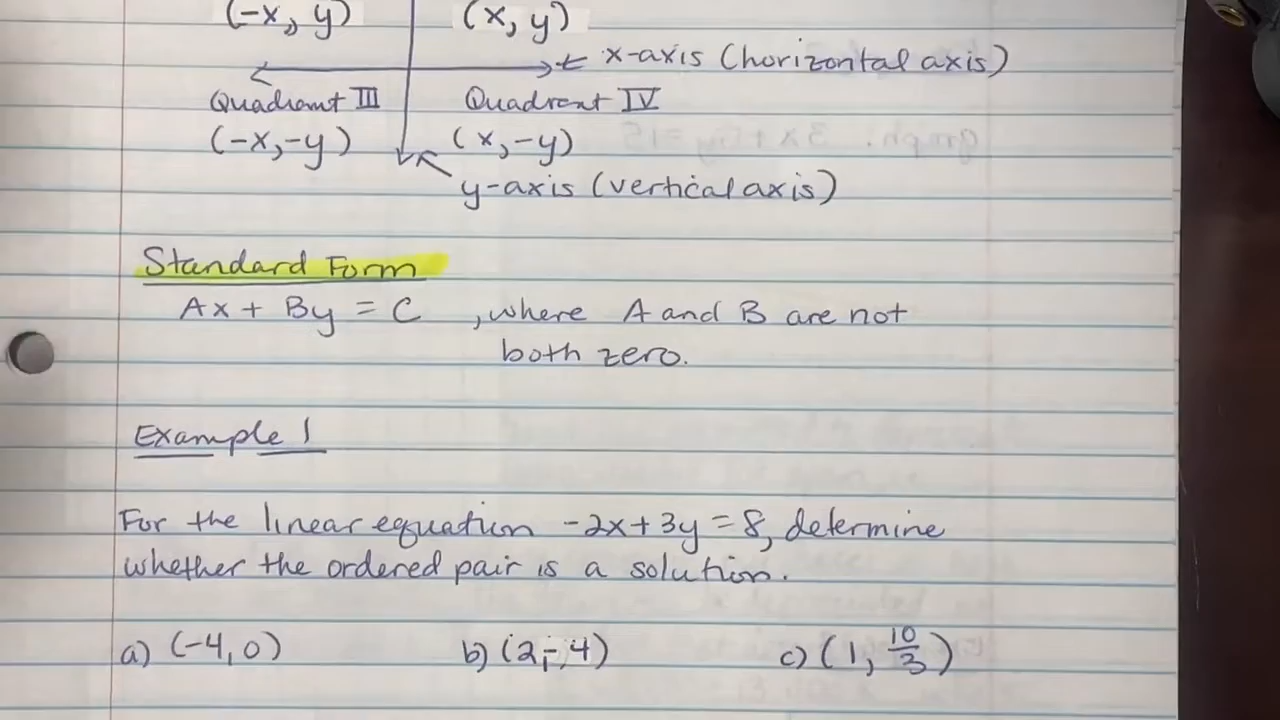 (-x, y) (x, y)
x-axis (horizontal axis)
Quadrant III Quadrant IV
(-x,-y) (x,-y)
y-axis (vertical axis)
Standard Form
Ax + By = C , where A and B are not
both zero.
Example 1
For the linear equation -2x+3y=8, determine
whether the ordered pair is a solution.
a) (-4,0) b) (2,-4) c) (1, 10/3)